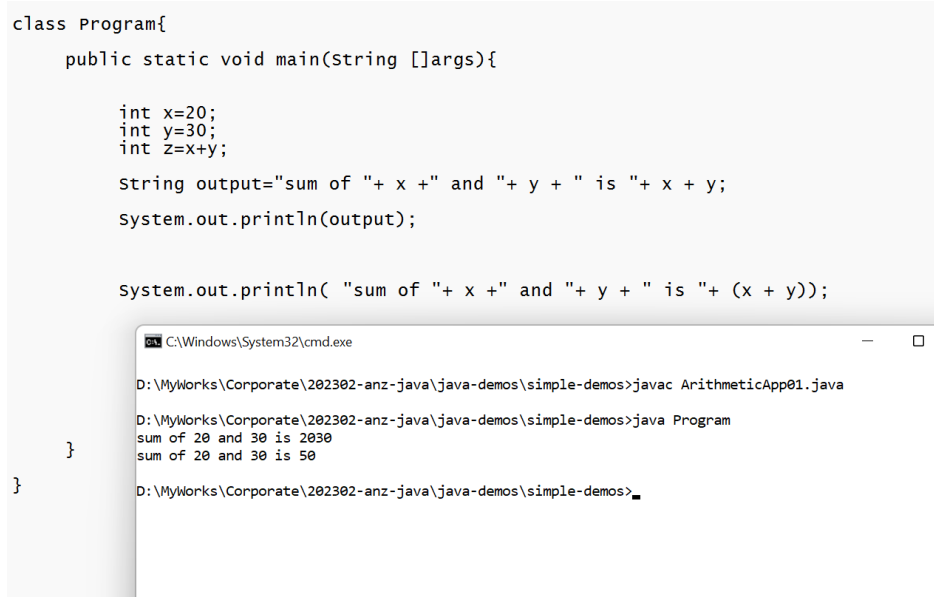 class Program{
public static void main(String []args){
int x=20;
int y=30;
int z=x+y;
String output="sum of "+ x +" and "+ y + " is "+ x + y;
System.out.println(output);
System.out.println( "sum of "+ x +" and "+ y + " is "+ (x + y));
}
}
C:\Windows\System32\cmd.exe
D:\MyWorks\Corporate\202302-anz-java\java-demos\simple-demos>javac ArithmeticApp01.java
D:\MyWorks\Corporate\202302-anz-java\java-demos\simple-demos>java Program
sum of 20 and 30 is 2030
sum of 20 and 30 is 50
D:\MyWorks\Corporate\202302-anz-java\java-demos\simple-demos>